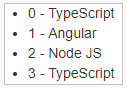 0 - TypeScript
1 - Angular
2 - Node JS
3 - TypeScript